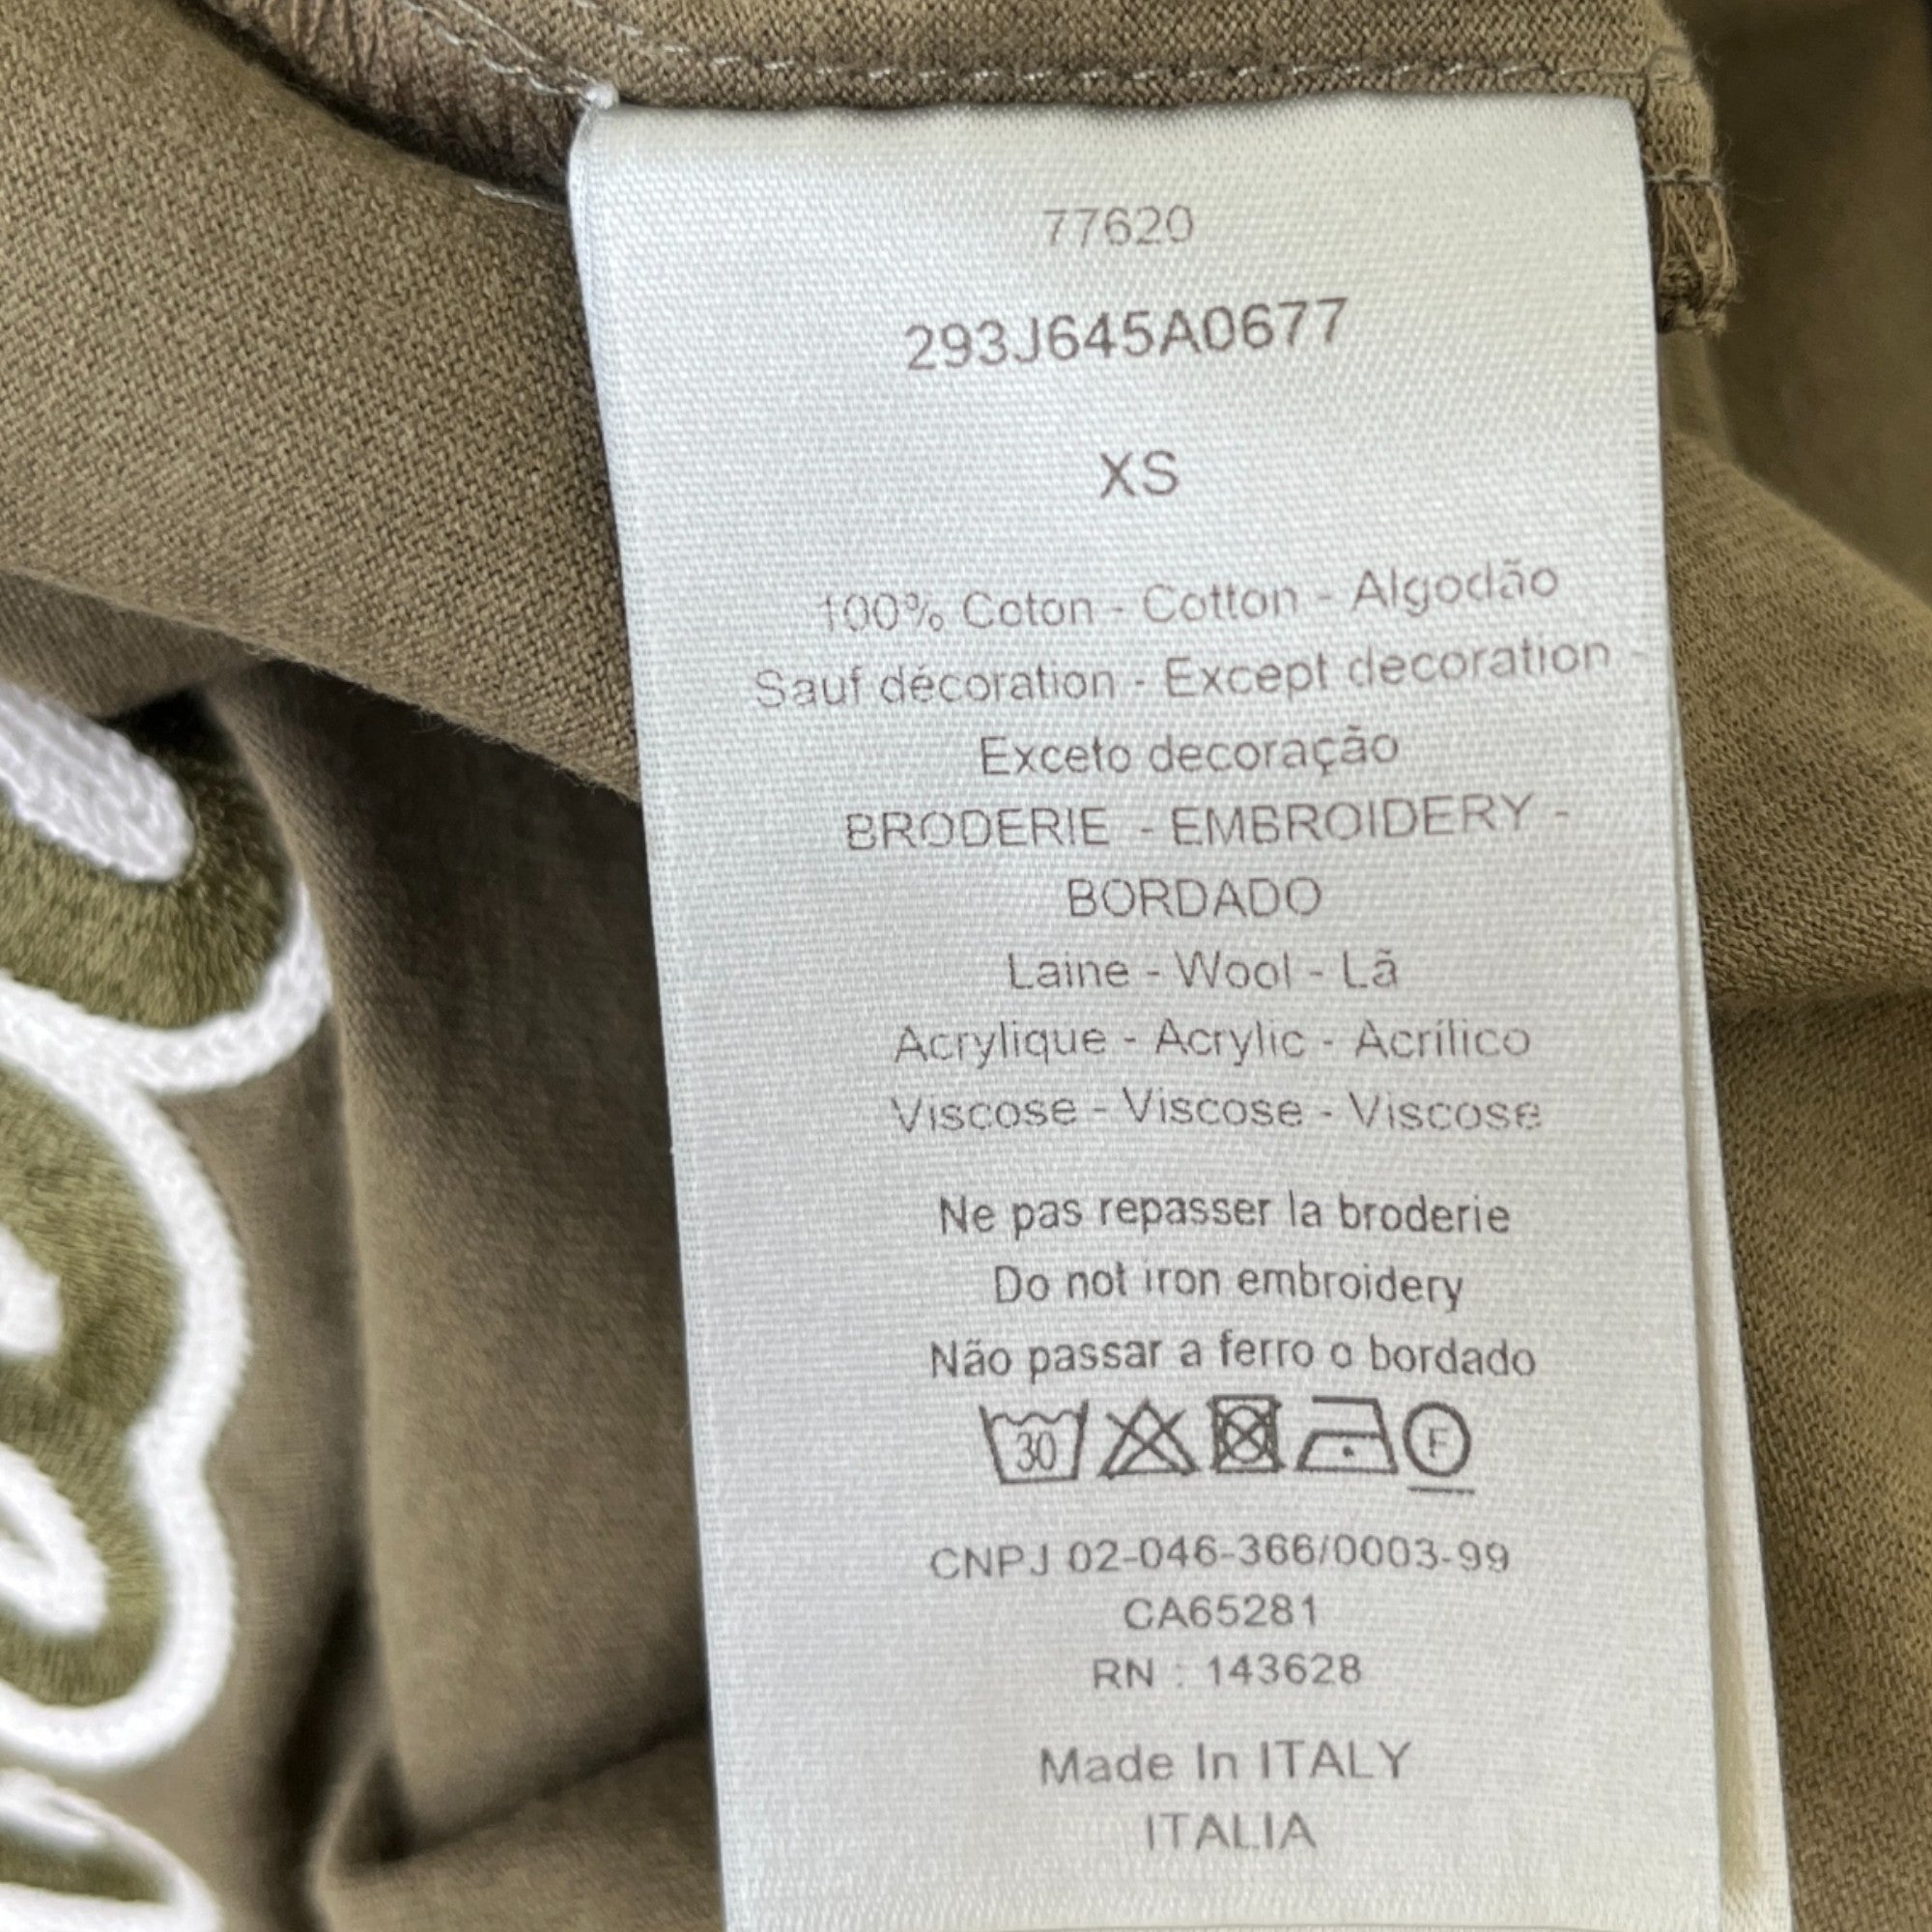 77620
293J645A0677
XS
100% Coton - Cotton - Algodão
Sauf décoration - Except decoration -
Exceto decoração
BRODERIE - EMBROIDERY -
BORDADO
Laine - Wool - Lã
Acrylique - Acrylic - Acrílico
Viscose - Viscose - Viscose
Ne pas repasser la broderie
Do not iron embroidery
Não passar a ferro o bordado
30 F
CNPJ 02-046-366/0003-99
CA65281
RN : 143628
Made In ITALY
ITALIA